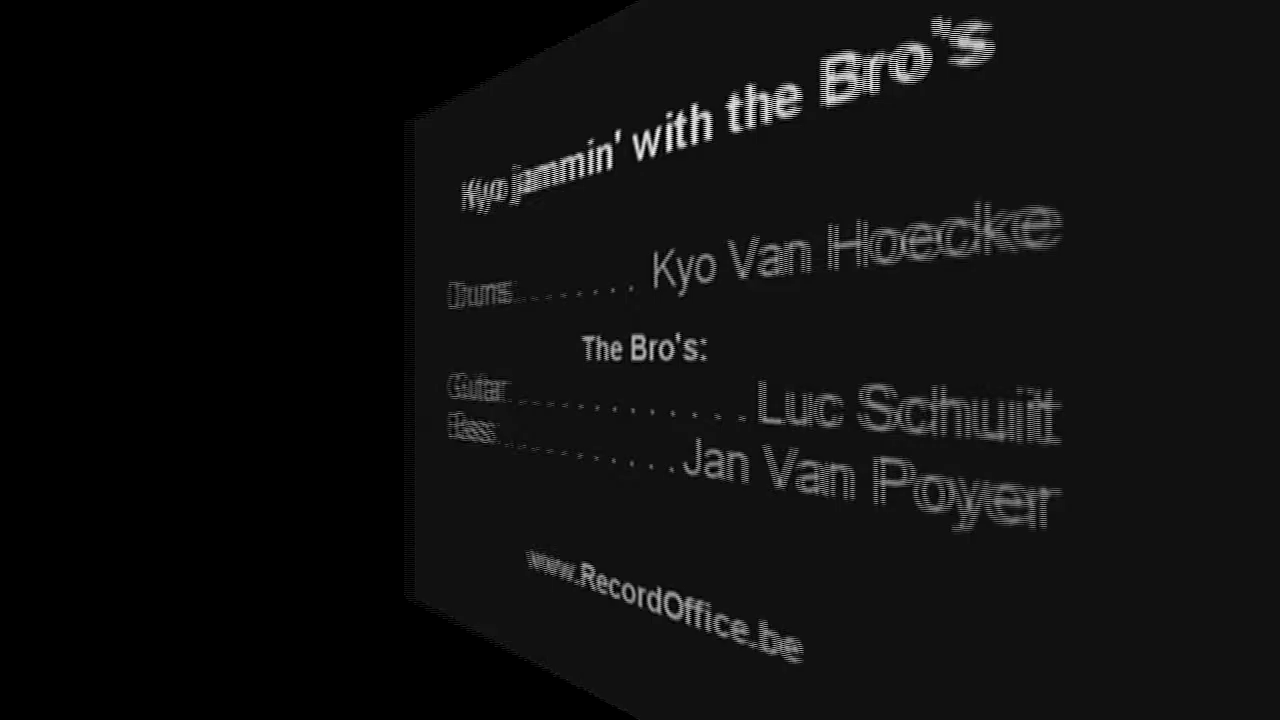 Kyo jammin' with the Bro's
Drums.......... Kyo Van Hoecke
The Bro's:
Guitar.............. Luc Schuitt
Bass............Jan Van Poyer
www.RecordOffice.be